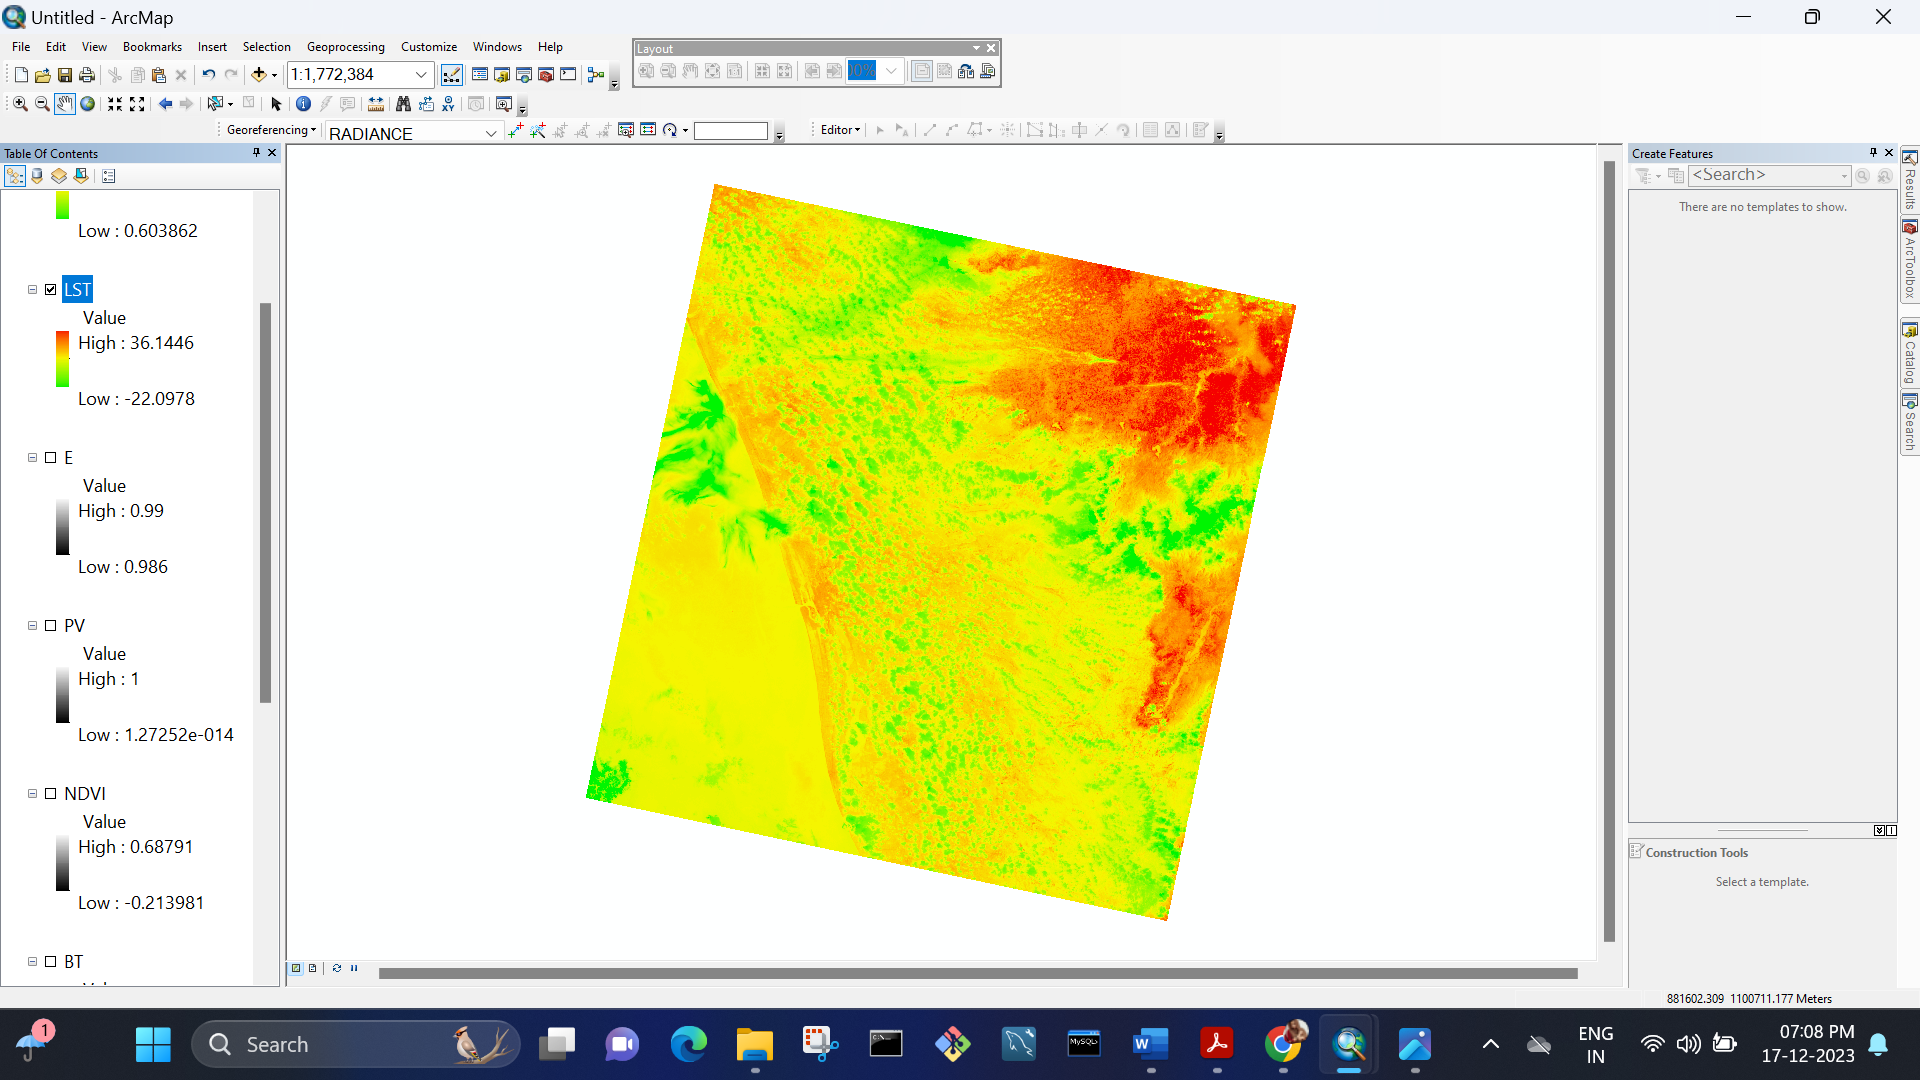 Untitled - ArcMap
File Edit View Bookmarks Insert Selection Geoprocessing Customize Windows Help
Layout
1:1,772,384
Georeferencing
RADIANCE
Editor
Table Of Contents
Low : 0.603862
LST
Value
High : 36.1446
Low : -22.0978
E
Value
High : 0.99
Low : 0.986
PV
Value
High : 1
Low : 1.27252e-014
NDVI
Value
High : 0.68791
Low : -0.213981
BT
Create Features
<Search>
There are no templates to show.
Construction Tools
Select a template.
Results
ArcToolbox
Catalog
Search
881602.309 1100711.177 Meters
1
Search
MySQL
W
ENG
IN
07:08 PM
17-12-2023